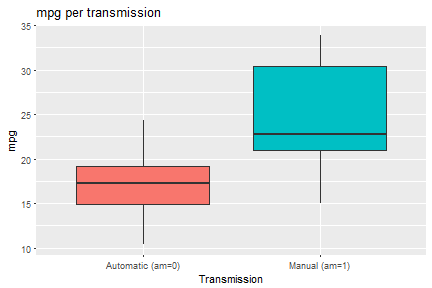 mpg per transmission
35
30
25
20
15
10
mpg
Automatic (am=0) Manual (am=1)
Transmission